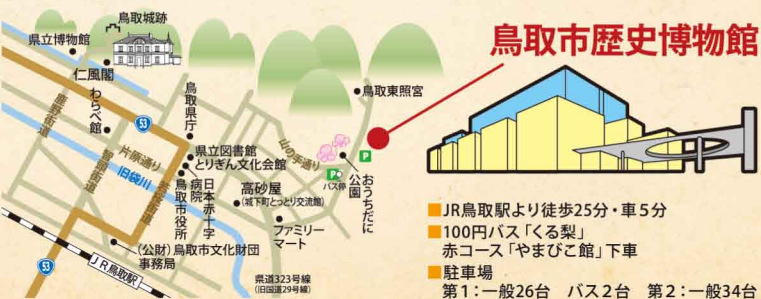 鳥取城跡
県立博物館
仁風閣
わらべ館
鹿野街道
53
鳥取県庁
県立図書館
とりぎん文化会館
片原通り
旧袋川
智頭街道
若桜街道
日本赤十字
病院
鳥取市役所
高砂屋
(城下町とっとり交流館)
ファミリー
マート
山の手通り
鳥取東照宮
P
P
バス停
おうちだに
公園
(公財)鳥取市文化財団
事務局
53
JR鳥取駅
県道323号線
(旧国道29号線)
鳥取市歴史博物館
■JR鳥取駅より徒歩25分・車5分
■100円バス「くる梨」
赤コース「やまびこ館」下車
■駐車場
第1:一般26台 バス2台 第2:一般34台